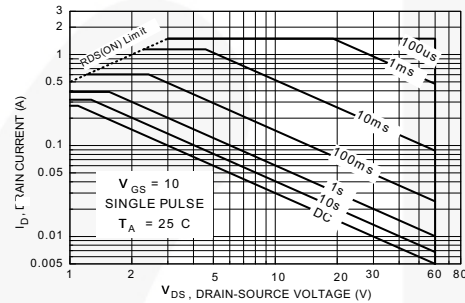 3
1
0.5
0.1
0.05
0.01
0.005
I D, DRAIN CURRENT (A)
RDS(ON) Limit
100us
1ms
10ms
100ms
1s
10s
DC
V GS = 10
SINGLE PULSE
T A = 25 C
1 2 5 10 20 30 60 80
V DS , DRAIN-SOURCE VOLTAGE (V)